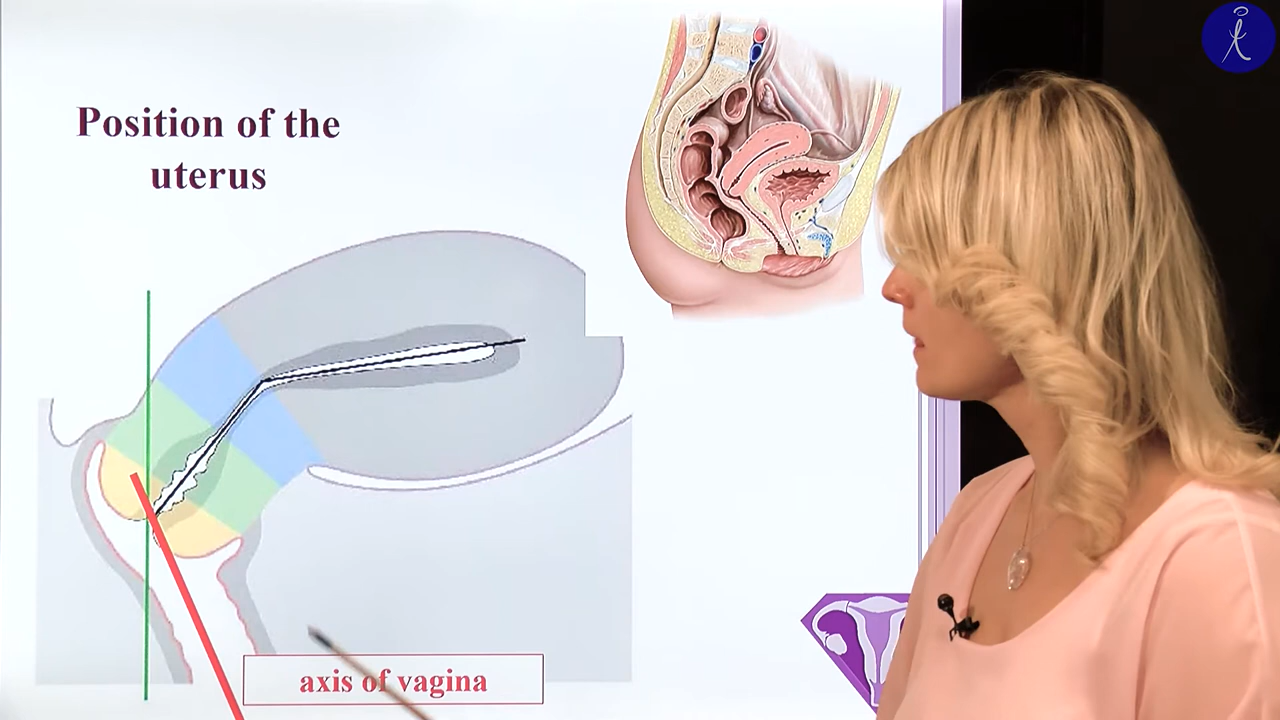 Position of the
uterus
axis of vagina